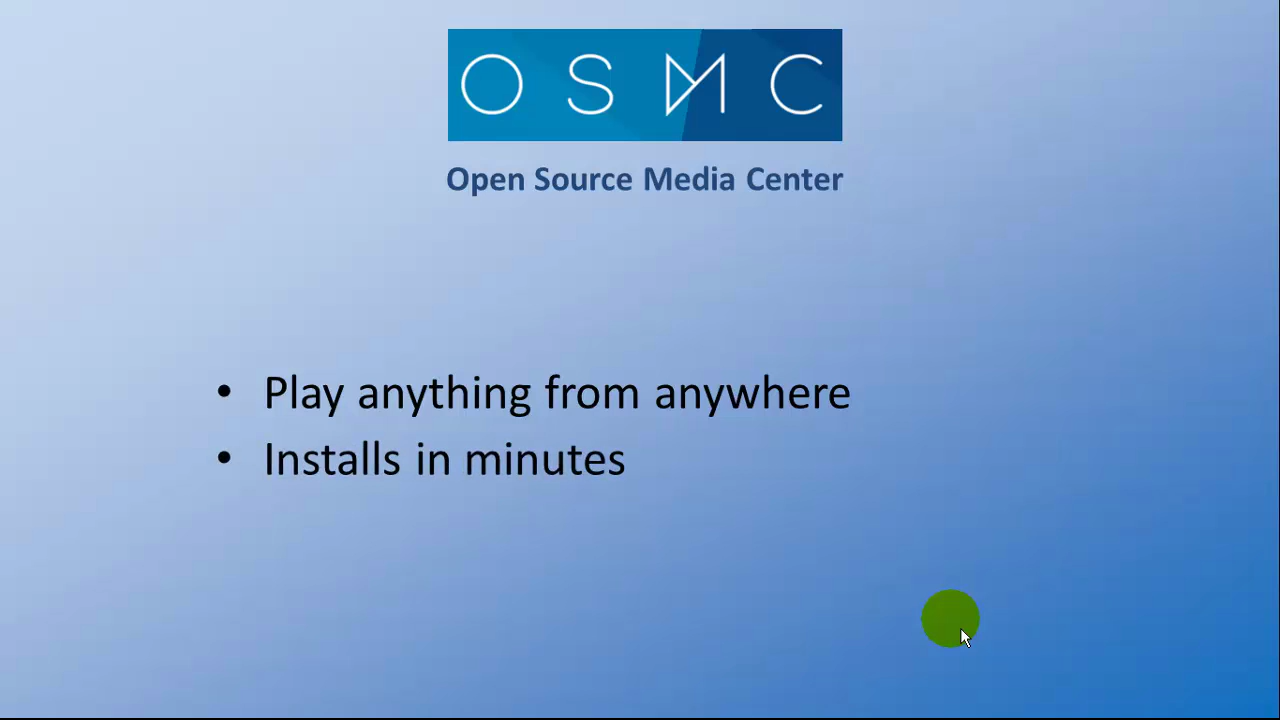 OSMC
Open Source Media Center
• Play anything from anywhere
• Installs in minutes